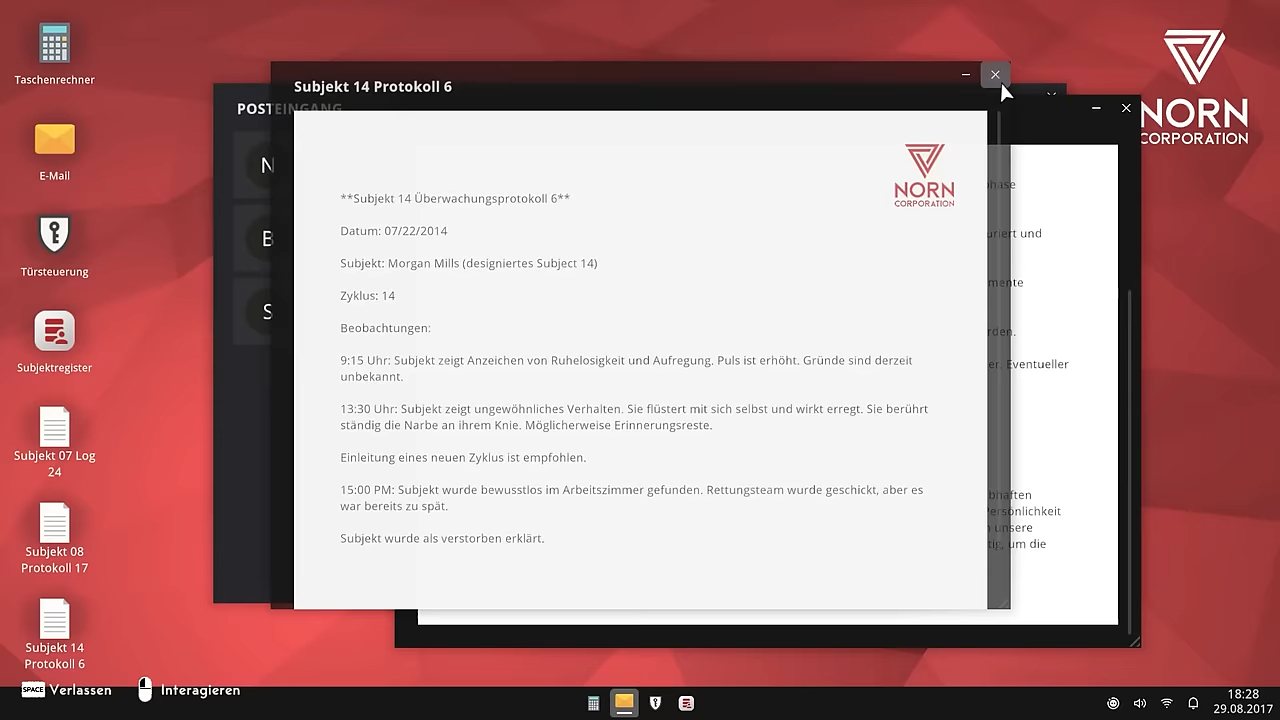 Taschenrechner
E-Mail
Türsteuerung
Subjektregister
Subjekt 07 Log
24
Subjekt 08
Protokoll 17
Subjekt 14
Protokoll 6
SPACE Verlassen
Interagieren
POSTEINGANG
N
B
S
Subjekt 14 Protokoll 6
NORN
CORPORATION
**Subjekt 14 Überwachungsprotokoll 6**
Datum: 07/22/2014
Subjekt: Morgan Mills (designiertes Subject 14)
Zyklus: 14
Beobachtungen:
9:15 Uhr: Subjekt zeigt Anzeichen von Ruhelosigkeit und Aufregung. Puls ist erhöht. Gründe sind derzeit
unbekannt.
13:30 Uhr: Subjekt zeigt ungewöhnliches Verhalten. Sie flüstert mit sich selbst und wirkt erregt. Sie berührt
ständig die Narbe an ihrem Knie. Möglicherweise Erinnerungsreste.
Einleitung eines neuen Zyklus ist empfohlen.
15:00 PM: Subjekt wurde bewusstlos im Arbeitszimmer gefunden. Rettungsteam wurde geschickt, aber es
war bereits zu spät.
Subjekt wurde als verstorben erklärt.
und
Eventueller
unsere
um die
NORN
CORPORATION
18:28
29.08.2017